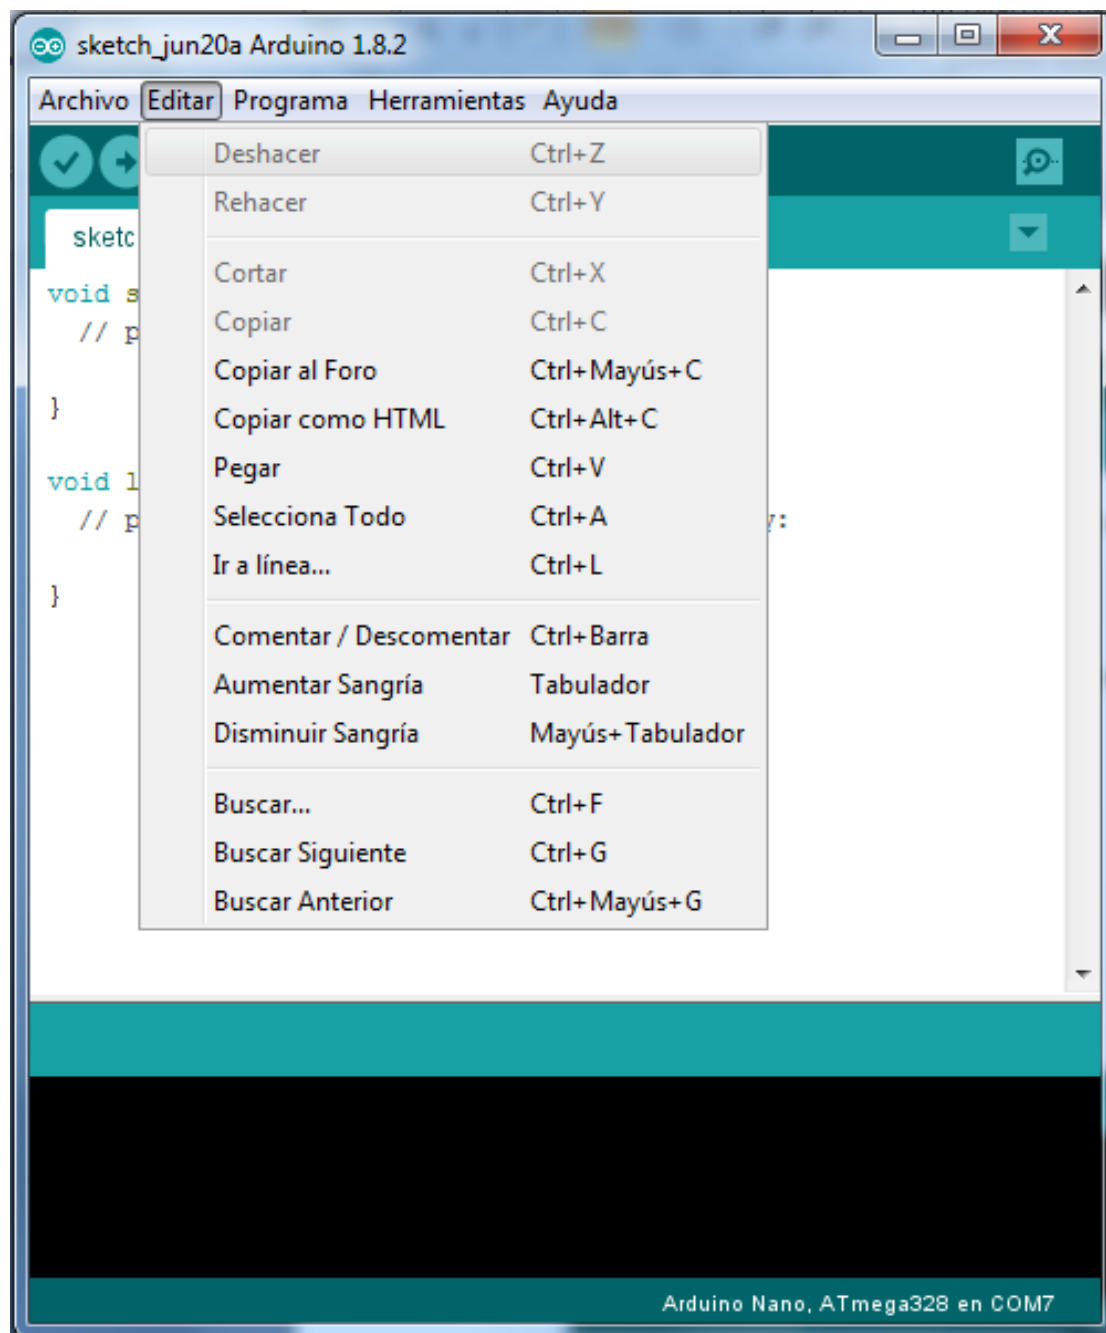 sketch_jun20a Arduino 1.8.2
Archivo Editar Programa Herramientas Ayuda
Deshacer Ctrl+Z
Rehacer Ctrl+Y
sketc
Cortar Ctrl+X
void s
Copiar Ctrl+C
// p
Copiar al Foro Ctrl+Mayús+C
}
Copiar como HTML Ctrl+Alt+C
Pegar Ctrl+V
void l
Selecciona Todo Ctrl+A
// p y:
Ir a línea... Ctrl+L
}
Comentar / Descomentar Ctrl+Barra
Aumentar Sangría Tabulador
Disminuir Sangría Mayús+Tabulador
Buscar... Ctrl+F
Buscar Siguiente Ctrl+G
Buscar Anterior Ctrl+Mayús+G
Arduino Nano, ATmega328 en COM7